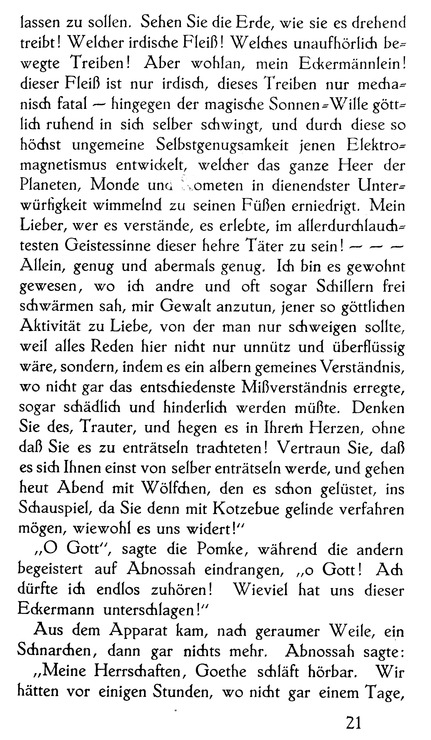 lassen zu sollen. Sehen Sie die Erde, wie sie es drehend
treibt! Welcher irdische Fleiß! Welches unaufhörlich be-
wegte Treiben! Aber wohlan, mein Eckermännlein!
dieser Fleiß ist nur irdisch, dieses Treiben nur mecha-
nisch fatal — hingegen der magische Sonnen-Wille gött-
lich ruhend in sich selber schwingt, und durch diese so
höchst ungemeine Selbstgenugsamkeit jenen Elektro-
magnetismus entwickelt, welcher das ganze Heer der
Planeten, Monde und Kometen in dienendster Unter-
würfigkeit wimmelnd zu seinen Füßen erniedrigt. Mein
Lieber, wer es verstände, es erlebte, im allerdurchlauch-
testen Geistessinne dieser hehre Täter zu sein! — — —
Allein, genug und abermals genug. Ich bin es gewohnt
gewesen, wo ich andre und oft sogar Schillern frei
schwärmen sah, mir Gewalt anzutun, jener so göttlichen
Aktivität zu Liebe, von der man nur schweigen sollte,
weil alles Reden hier nicht nur unnütz und überflüssig
wäre, sondern, indem es ein albern gemeines Verständnis,
wo nicht gar das entschiedenste Mißverständnis erregte,
sogar schädlich und hinderlich werden müßte. Denken
Sie des, Trauter, und hegen es in Ihrem Herzen, ohne
daß Sie es zu enträtseln trachteten! Vertraun Sie, daß
es sich Ihnen einst von selber enträtseln werde, und gehen
heut Abend mit Wölfchen, den es schon gelüstet, ins
Schauspiel, da Sie denn mit Kotzebue gelinde verfahren
mögen, wiewohl es uns widert!"
„O Gott", sagte die Pomke, während die andern
begeistert auf Abnossah eindrangen, „o Gott! Ach
dürfte ich endlos zuhören! Wieviel hat uns dieser
Eckermann unterschlagen!"
Aus dem Apparat kam, nach geraumer Weile, ein
Schnarchen, dann gar nichts mehr. Abnossah sagte:
„Meine Herrschaften, Goethe schläft hörbar. Wir
hätten vor einigen Stunden, wo nicht gar einem Tage,
21